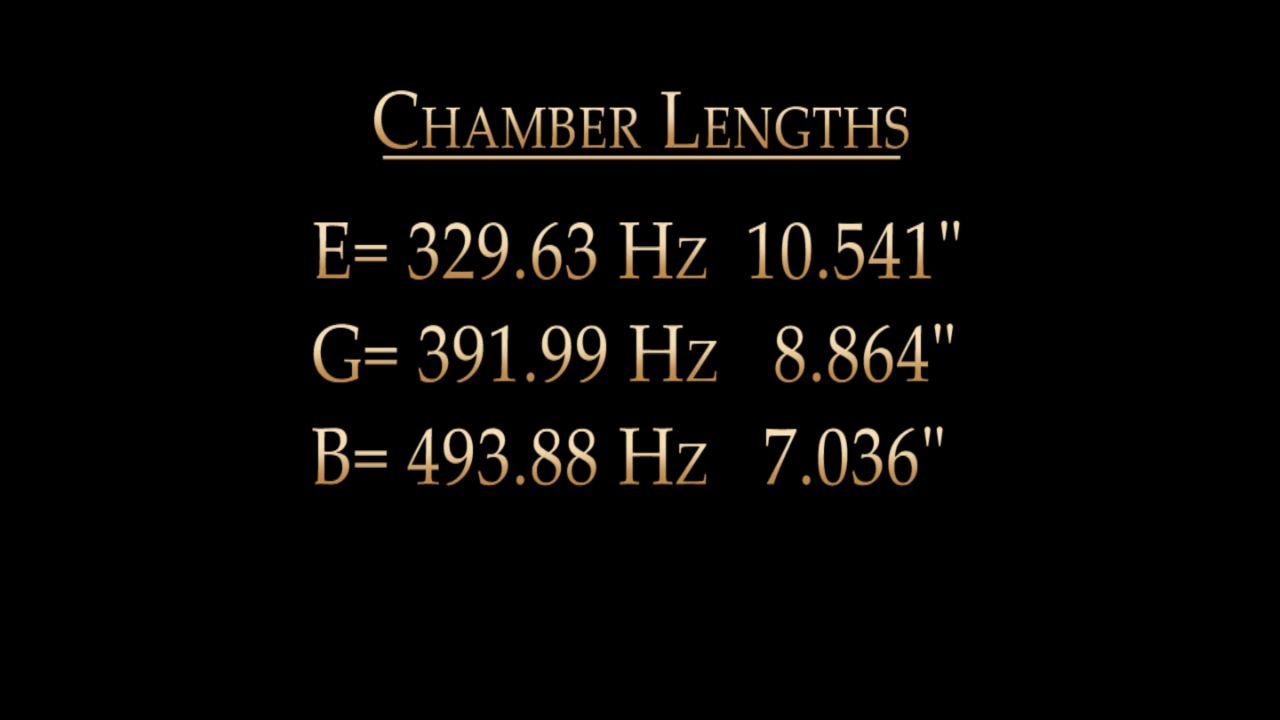 Chamber Lengths
E= 329.63 Hz 10.541"
G= 391.99 Hz 8.864"
B= 493.88 Hz 7.036"